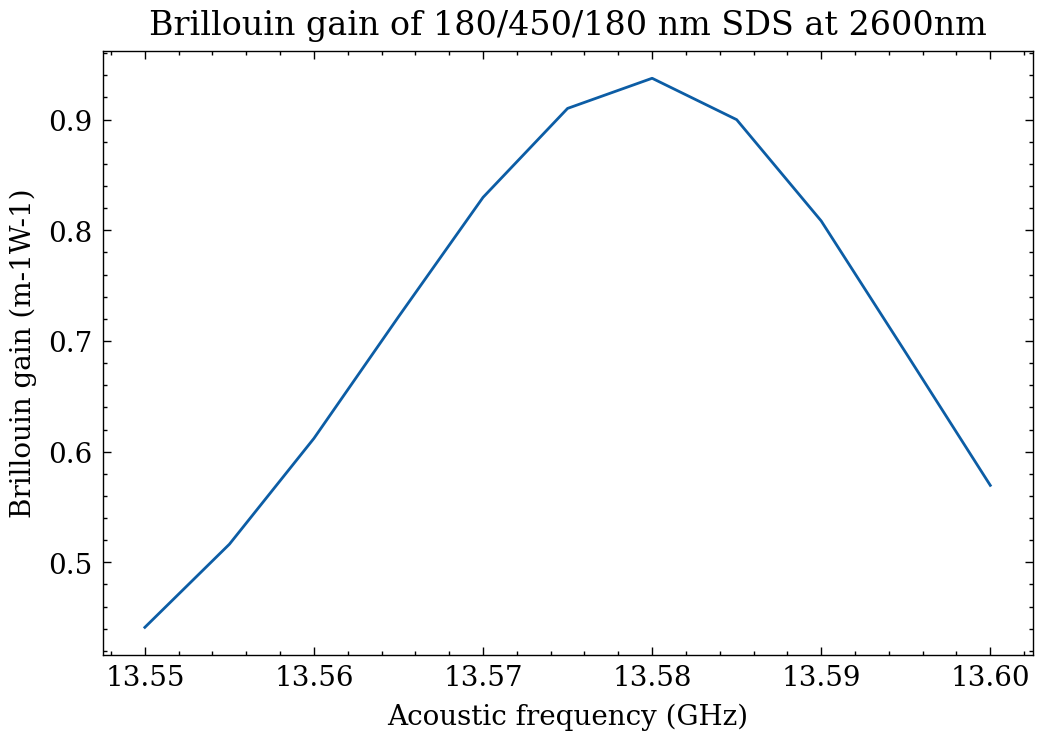 Brillouin gain of 180/450/180 nm SDS at 2600nm
Brillouin gain (m-1W-1)
0.9
0.8
0.7
0.6
0.5
13.55 13.56 13.57 13.58 13.59 13.60
Acoustic frequency (GHz)